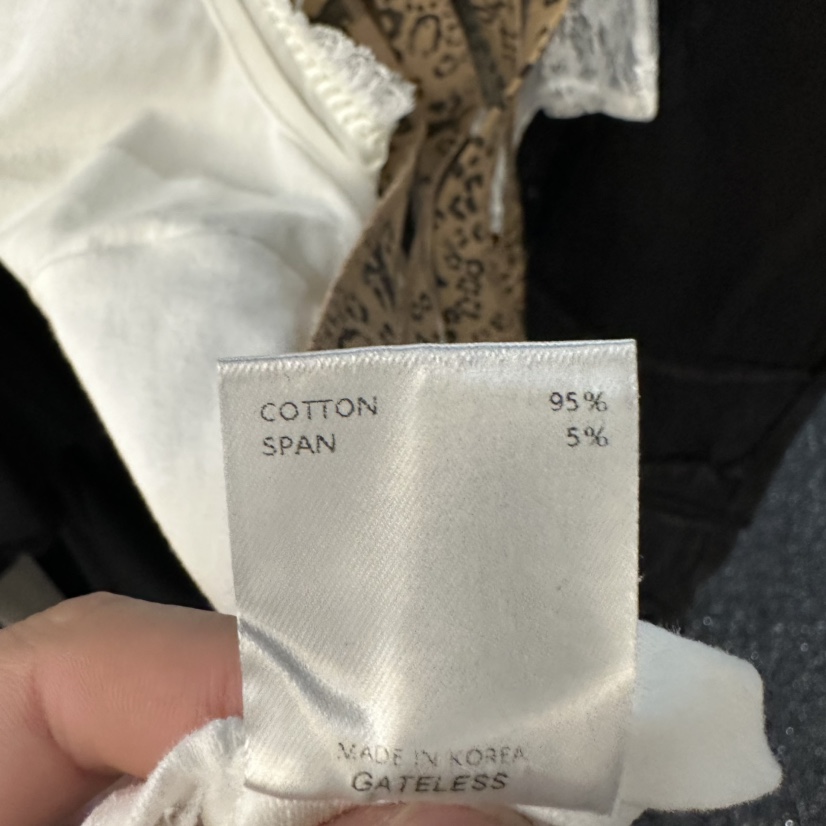 COTTON 95%
SPAN 5%
MADE IN KOREA
GATELESS